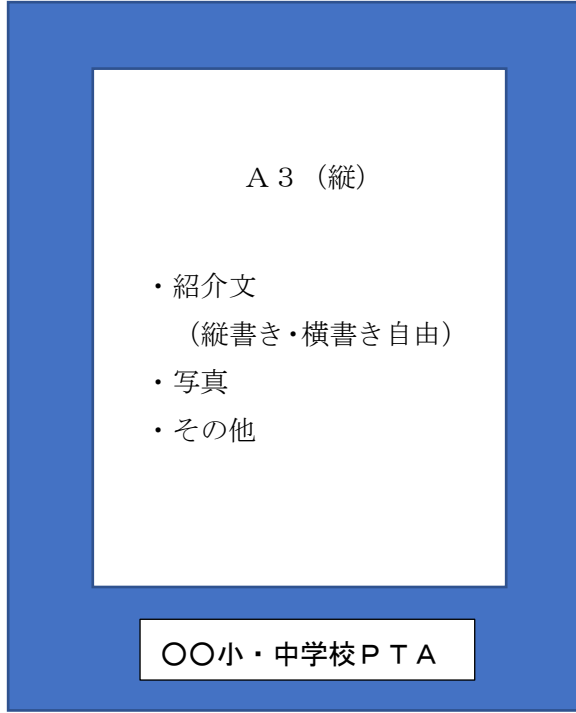 Ａ３（縦）
・紹介文
（縦書き・横書き自由）
・写真
・その他
〇〇小・中学校ＰＴＡ